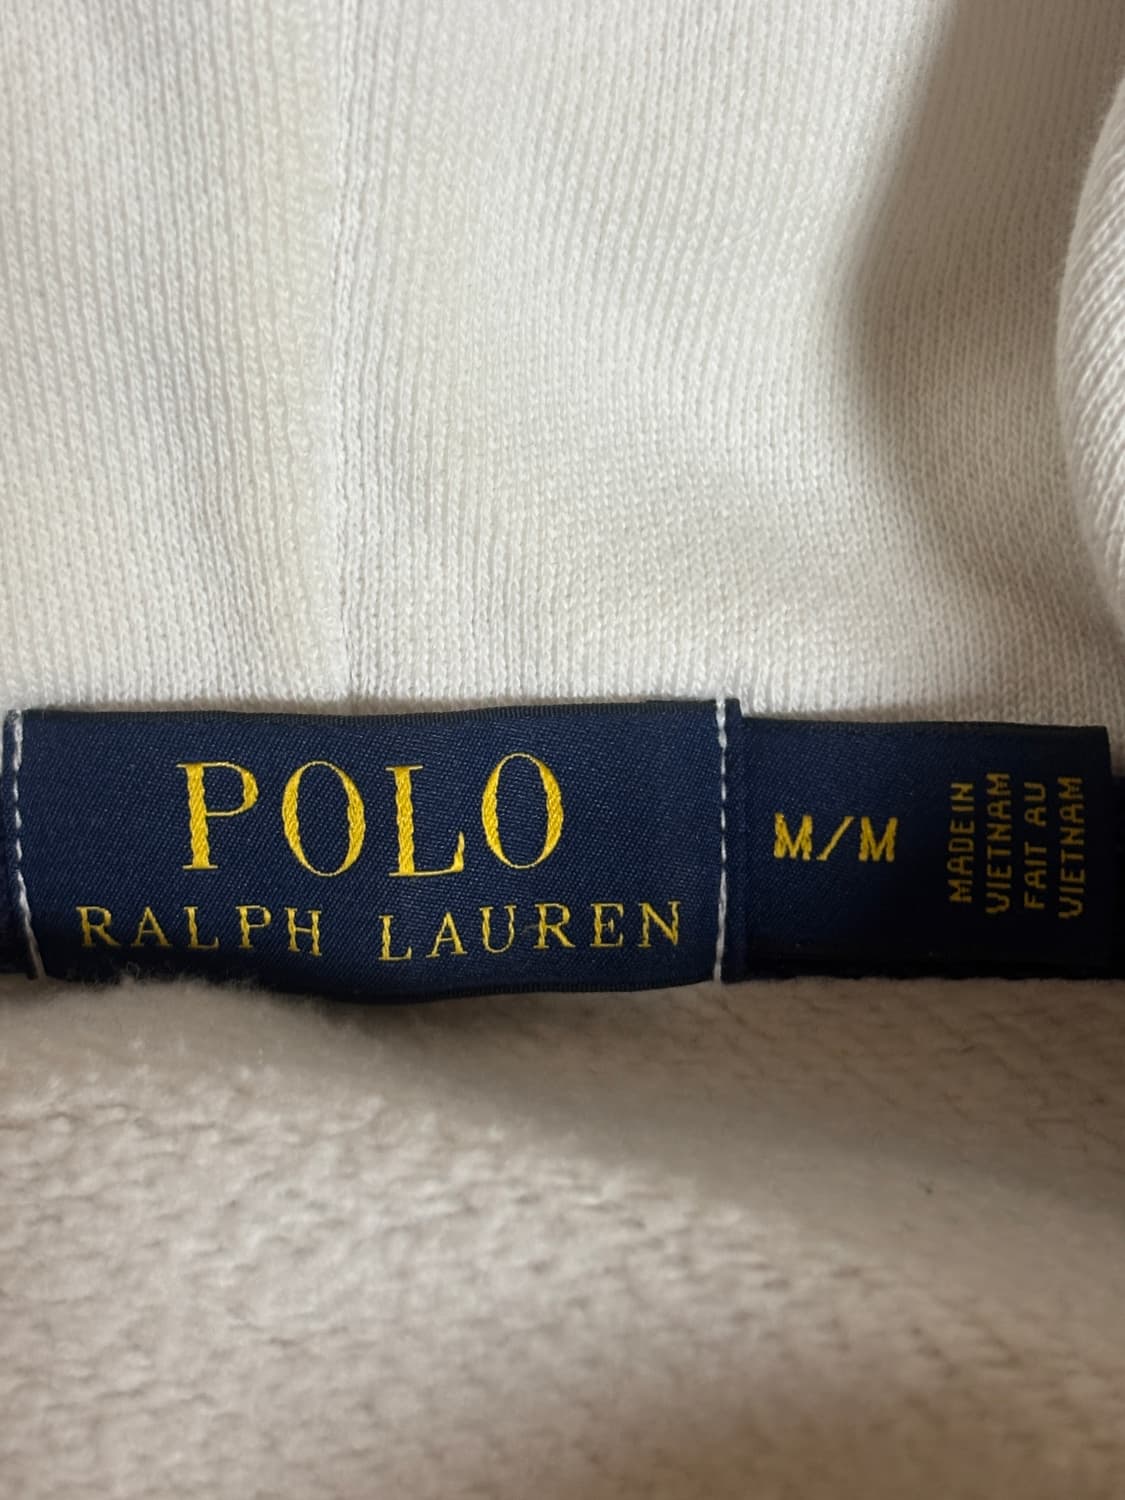 POLO
RALPH LAUREN
M/M
MADE IN
VIETNAM
FAIT AU
VIETNAM